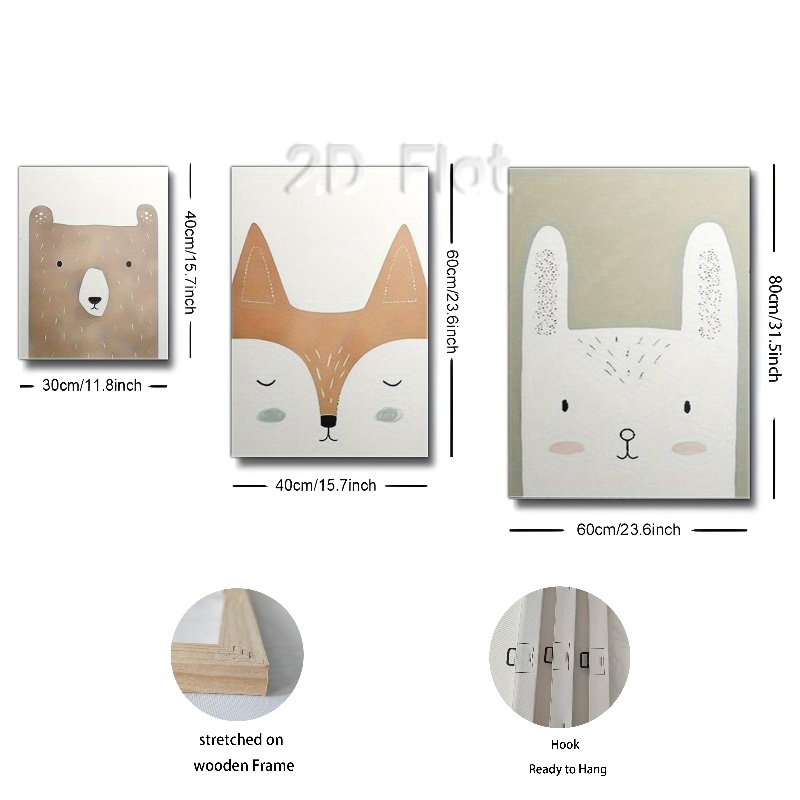 2D Flat
40cm/15.7inch
60cm/23.6inch
80cm/31.5inch
30cm/11.8inch
40cm/15.7inch
60cm/23.6inch
stretched on
wooden Frame
Hook
Ready to Hang